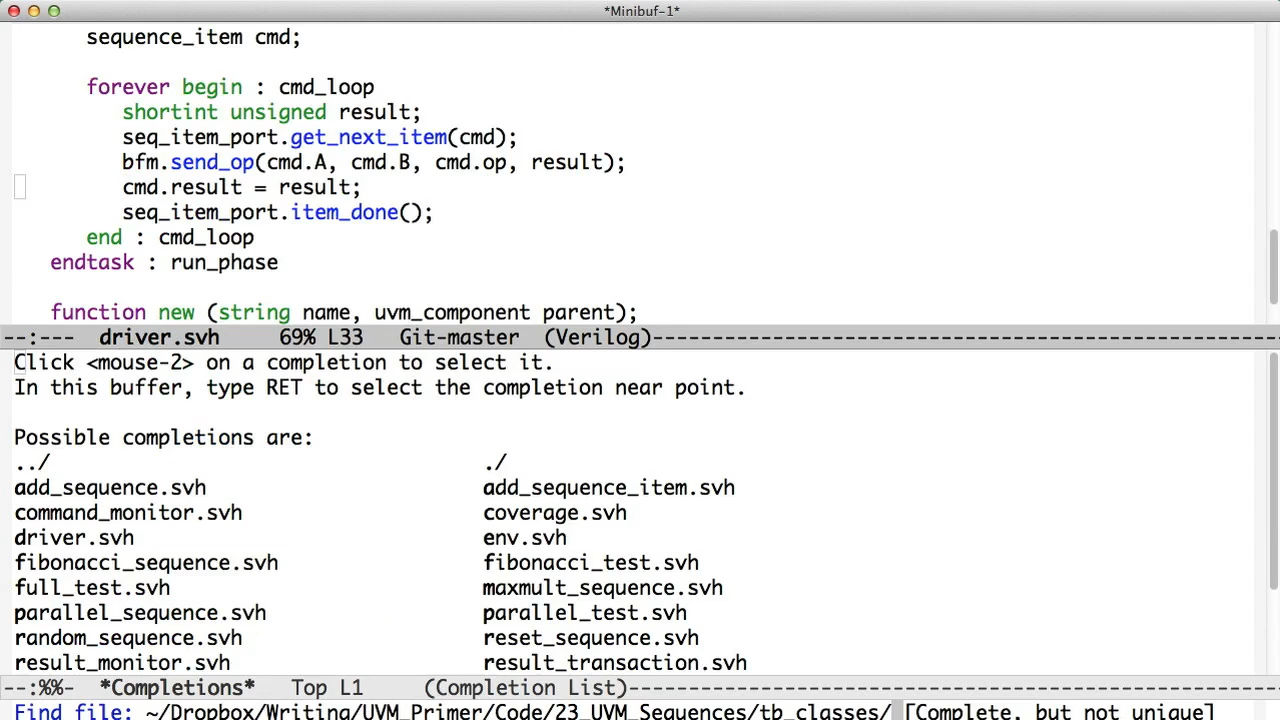 *Minibuf-1*
sequence_item cmd;
forever begin : cmd_loop
shortint unsigned result;
seq_item_port.get_next_item(cmd);
bfm.send_op(cmd.A, cmd.B, cmd.op, result);
cmd.result = result;
seq_item_port.item_done();
end : cmd_loop
endtask : run_phase
function new (string name, uvm_component parent);
--:--- driver.svh 69% L33 Git-master (Verilog)----------------------------------------------------
Click <mouse-2> on a completion to select it.
In this buffer, type RET to select the completion near point.
Possible completions are:
../ ./
add_sequence.svh add_sequence_item.svh
command_monitor.svh coverage.svh
driver.svh env.svh
fibonacci_sequence.svh fibonacci_test.svh
full_test.svh maxmult_sequence.svh
parallel_sequence.svh parallel_test.svh
random_sequence.svh reset_sequence.svh
result_monitor.svh result_transaction.svh
--:%%- *Completions* Top L1 (Completion List)------------------------------------------------------
Find file: ~/Dropbox/Writing/UVM_Primer/Code/23_UVM_Sequences/tb_classes/ [Complete, but not unique]